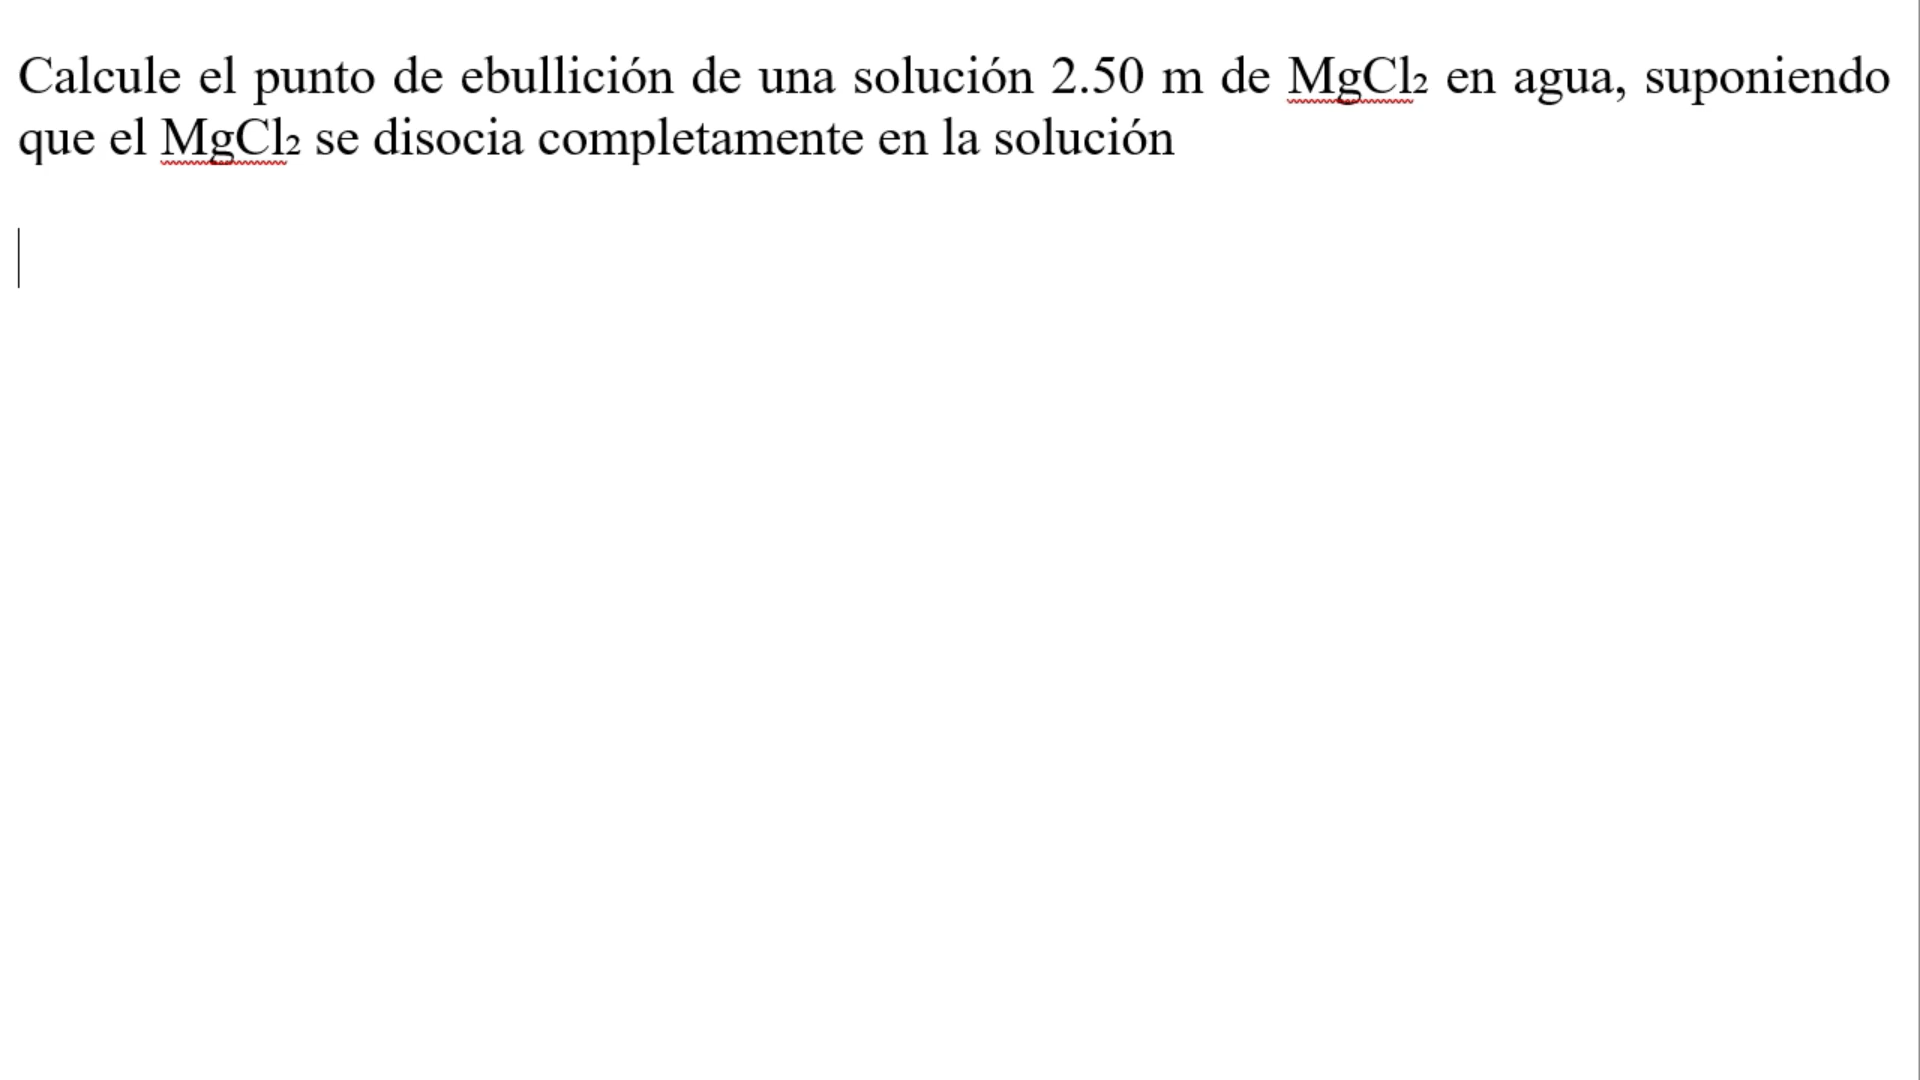 Calcule el punto de ebullición de una solución 2.50 m de MgCl₂ en agua, suponiendo
que el MgCl₂ se disocia completamente en la solución